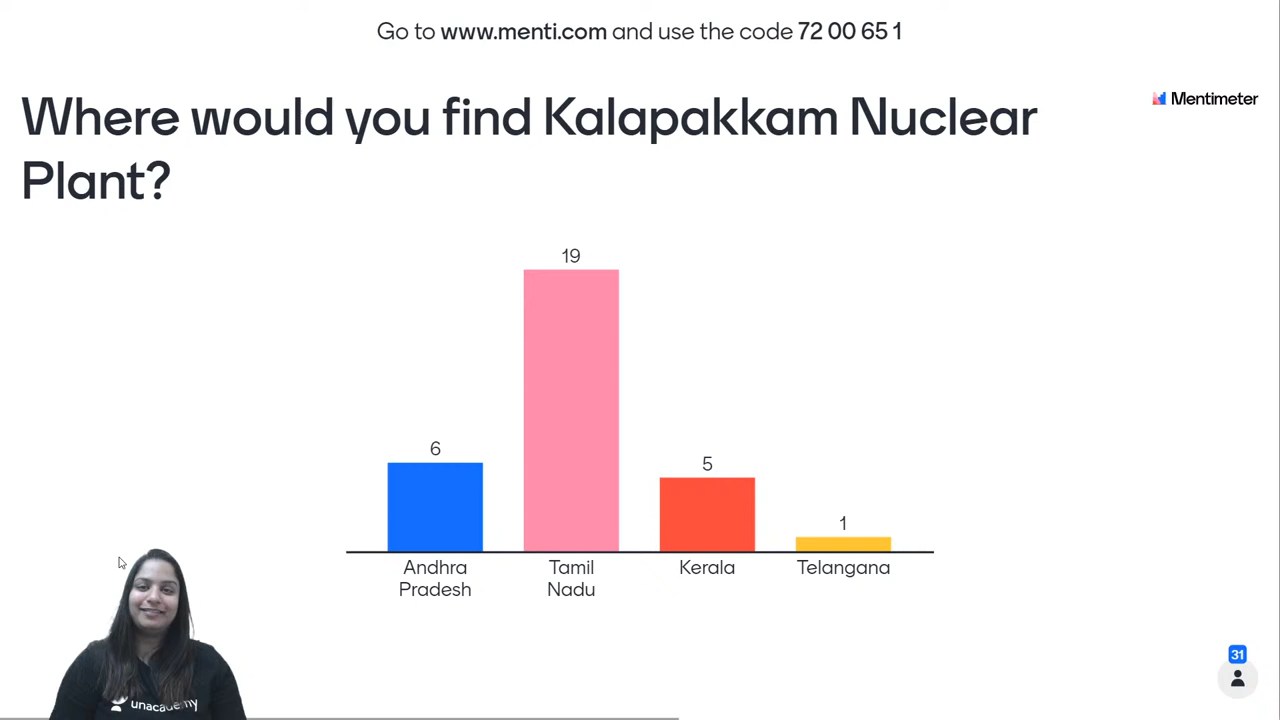 Go to www.menti.com and use the code 72 00 65 1
Mentimeter
Where would you find Kalapakkam Nuclear
Plant?
19
6
5
1
Andhra
Pradesh
Tamil
Nadu
Kerala
Telangana
31
unacademy